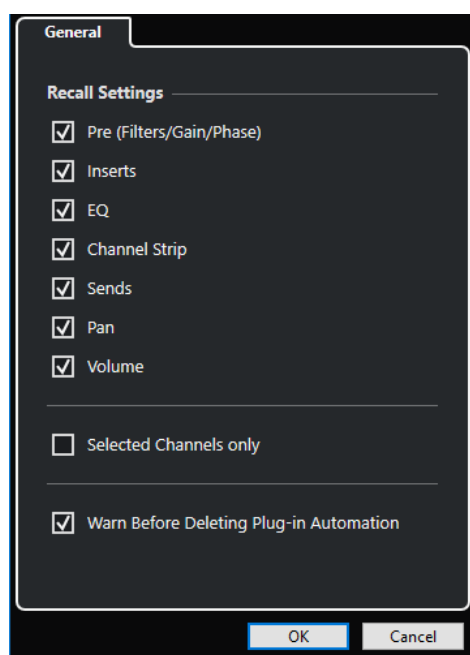 General
Recall Settings
Pre (Filters/Gain/Phase)
Inserts
EQ
Channel Strip
Sends
Pan
Volume
Selected Channels only
Warn Before Deleting Plug-in Automation
OK Cancel